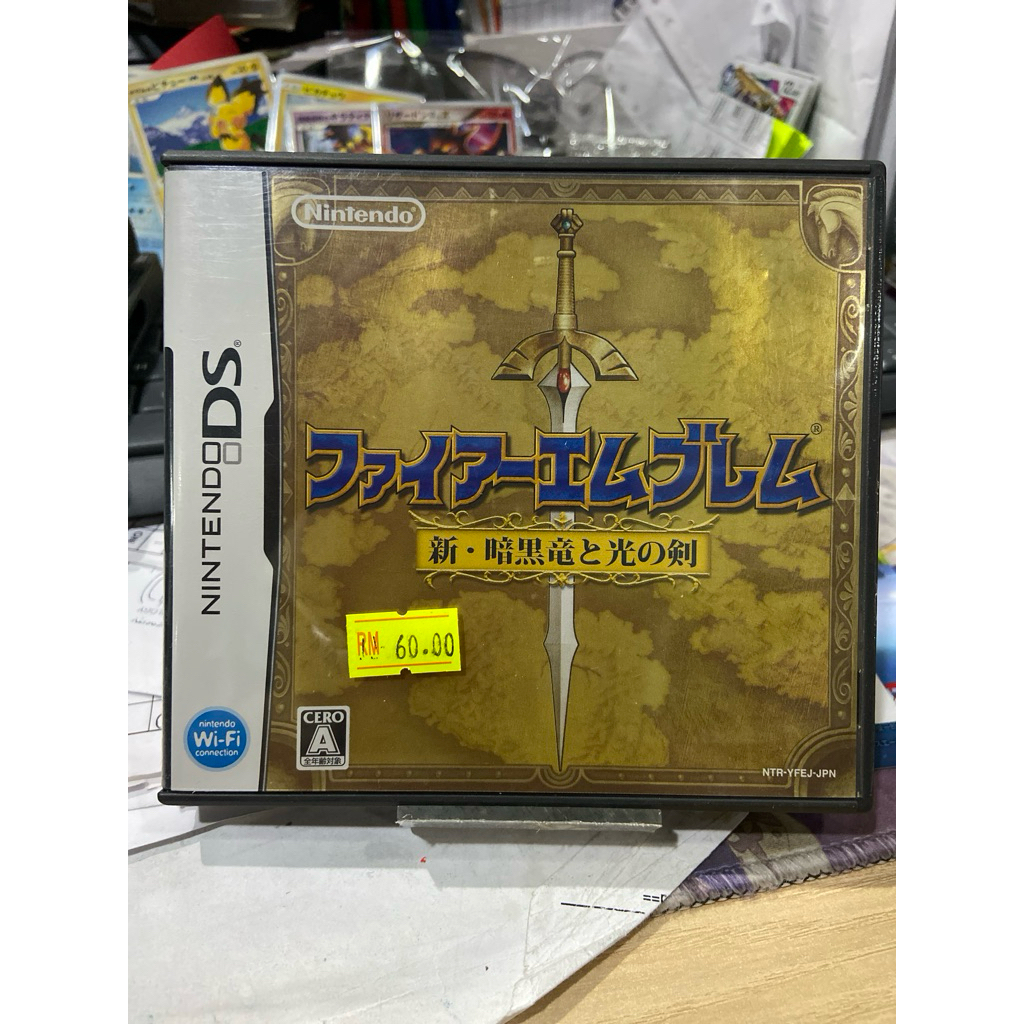 Nintendo
NINTENDO DS®
ファイアーエムブレム®
新・暗黒竜と光の剣
RM 60.00
nintendo
Wi-Fi
connection
CERO
A
全年齢対象
NTR-YFEJ-JPN